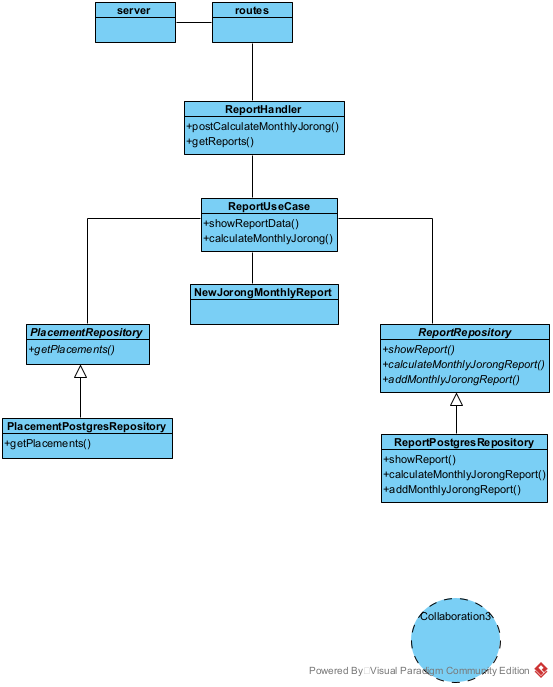 server
routes
ReportHandler
+postCalculateMonthlyJorong()
+getReports()
ReportUseCase
+showReportData()
+calculateMonthlyJorong()
NewJorongMonthlyReport
PlacementRepository
+getPlacements()
ReportRepository
+showReport()
+calculateMonthlyJorongReport()
+addMonthlyJorongReport()
PlacementPostgresRepository
+getPlacements()
ReportPostgresRepository
+showReport()
+calculateMonthlyJorongReport()
+addMonthlyJorongReport()
Collaboration3
Powered By Visual Paradigm Community Edition